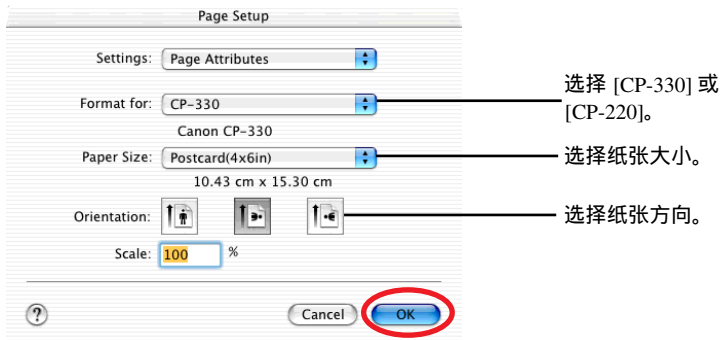 Page Setup
Settings: Page Attributes
Format for: CP-330
Canon CP-330
选择 [CP-330] 或
[CP-220]。
Paper Size: Postcard(4x6in)
选择纸张大小。
10.43 cm x 15.30 cm
Orientation:
选择纸张方向。
Scale: 100 %
? Cancel OK